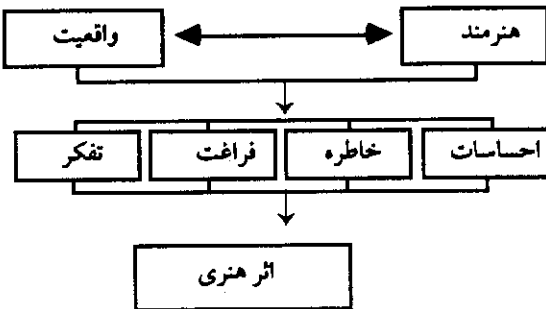 هنرمند
واقعیت
احساسات
خاطره
فراغت
تفکر
اثر هنری